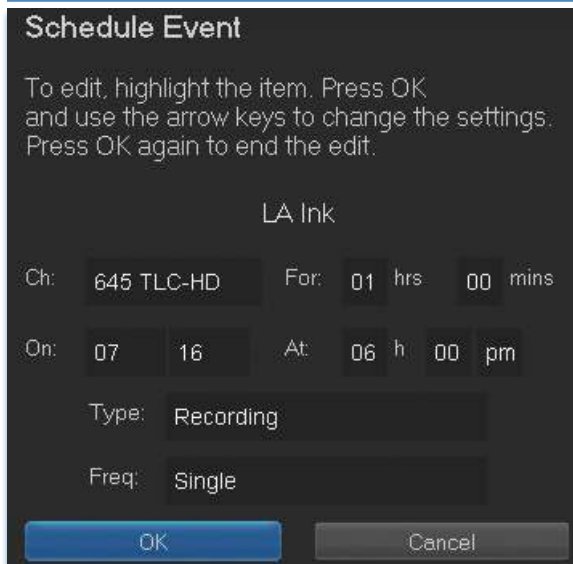 Schedule Event
To edit, highlight the item. Press OK
and use the arrow keys to change the settings.
Press OK again to end the edit.
LA Ink
Ch: 645 TLC-HD For: 01 hrs 00 mins
On: 07 16 At: 06 h 00 pm
Type: Recording
Freq: Single
OK Cancel